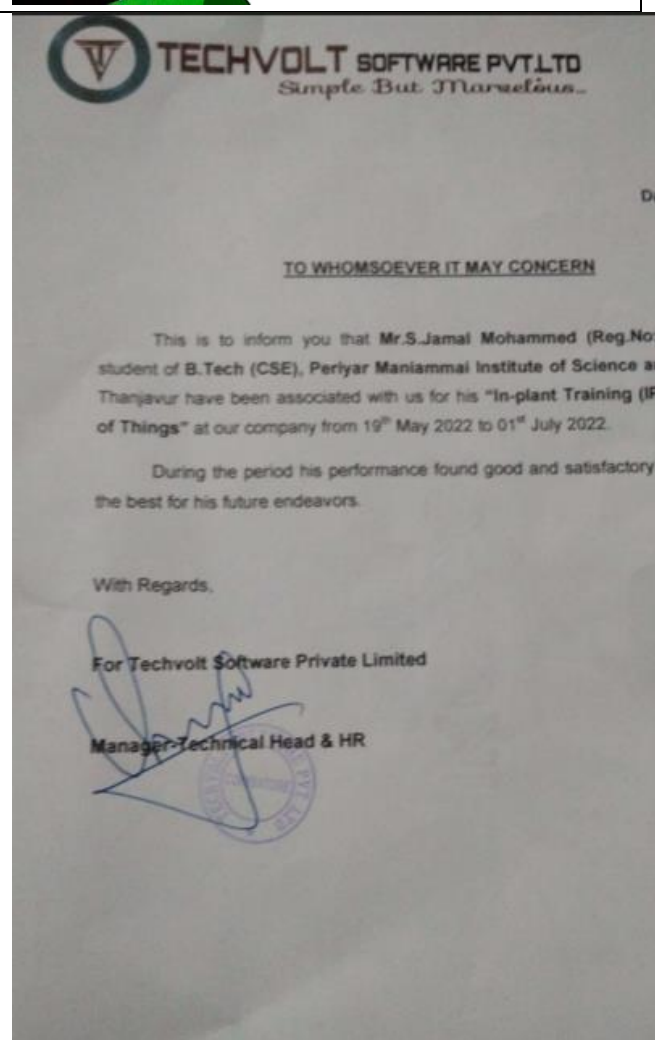 TECHVOLT SOFTWARE PVT.LTD
Simple But Marvelous..
TO WHOMSOEVER IT MAY CONCERN
This is to inform you that Mr.S.Jamal Mohammed (Reg.No:
student of B.Tech (CSE), Periyar Maniammai Institute of Science a
Thanjavur have been associated with us for his "In-plant Training (IP
of Things" at our company from 19th May 2022 to 01st July 2022.
During the period his performance found good and satisfactory
the best for his future endeavors.
With Regards,
For Techvolt Software Private Limited
Manager-Technical Head & HR